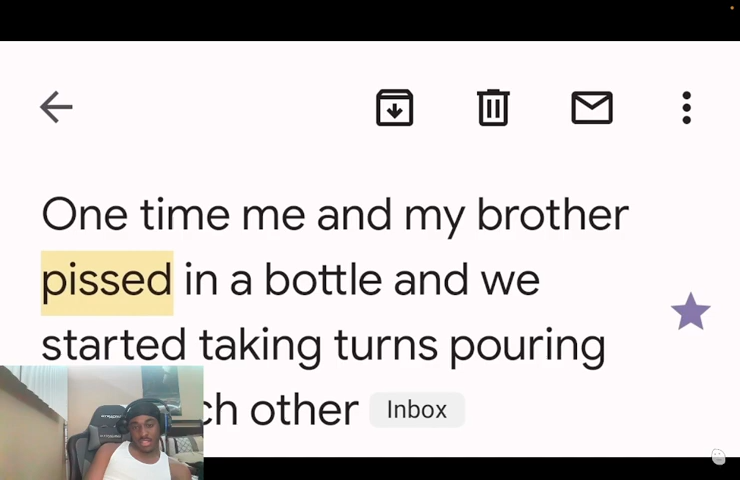 One time me and my brother
pissed in a bottle and we
started taking turns pouring
ch other Inbox